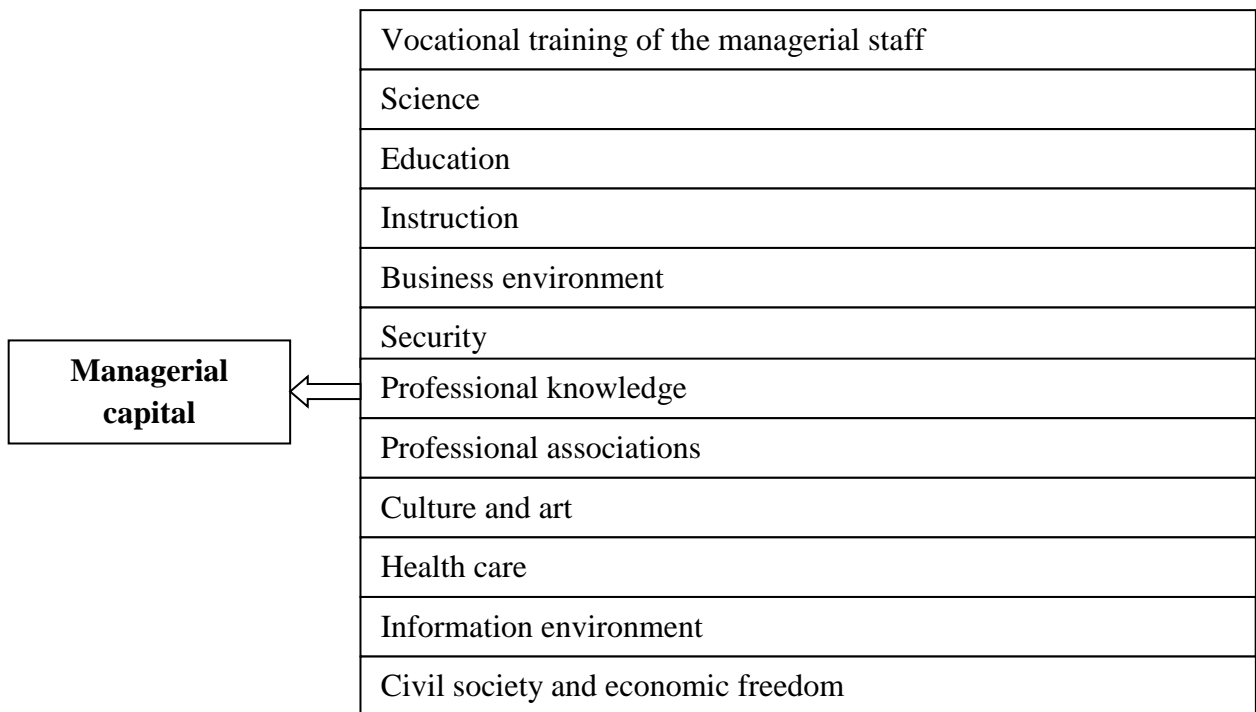 Vocational training of the managerial staff
Science
Education
Instruction
Business environment
Security
Managerial
capital
Professional knowledge
Professional associations
Culture and art
Health care
Information environment
Civil society and economic freedom